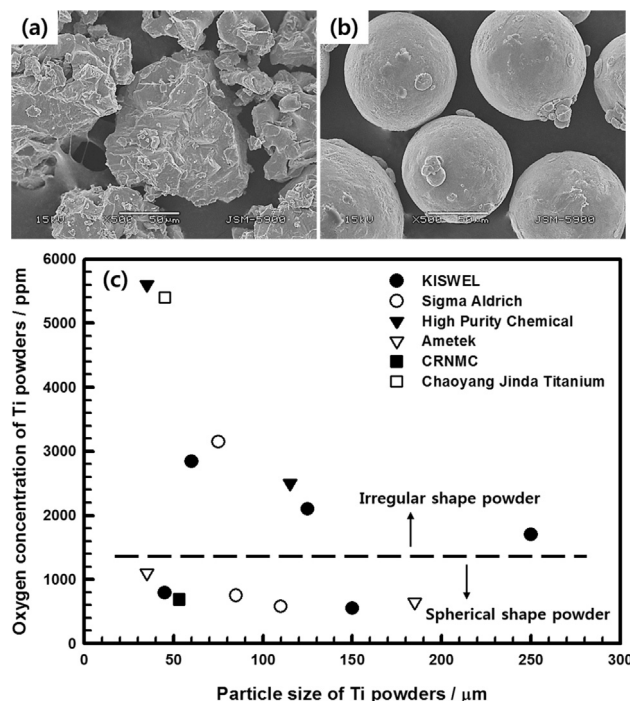 (a)
15kU X500 50μm JSM-5900
(b)
15kU X500 50μm JSM-5900
(c)
6000
5000
4000
3000
2000
1000
0
Oxygen concentration of Ti powders / ppm
KISWEL
Sigma Aldrich
High Purity Chemical
Ametek
CRNMC
Chaoyang Jinda Titanium
Irregular shape powder
Spherical shape powder
0 50 100 150 200 250 300
Particle size of Ti powders / μm